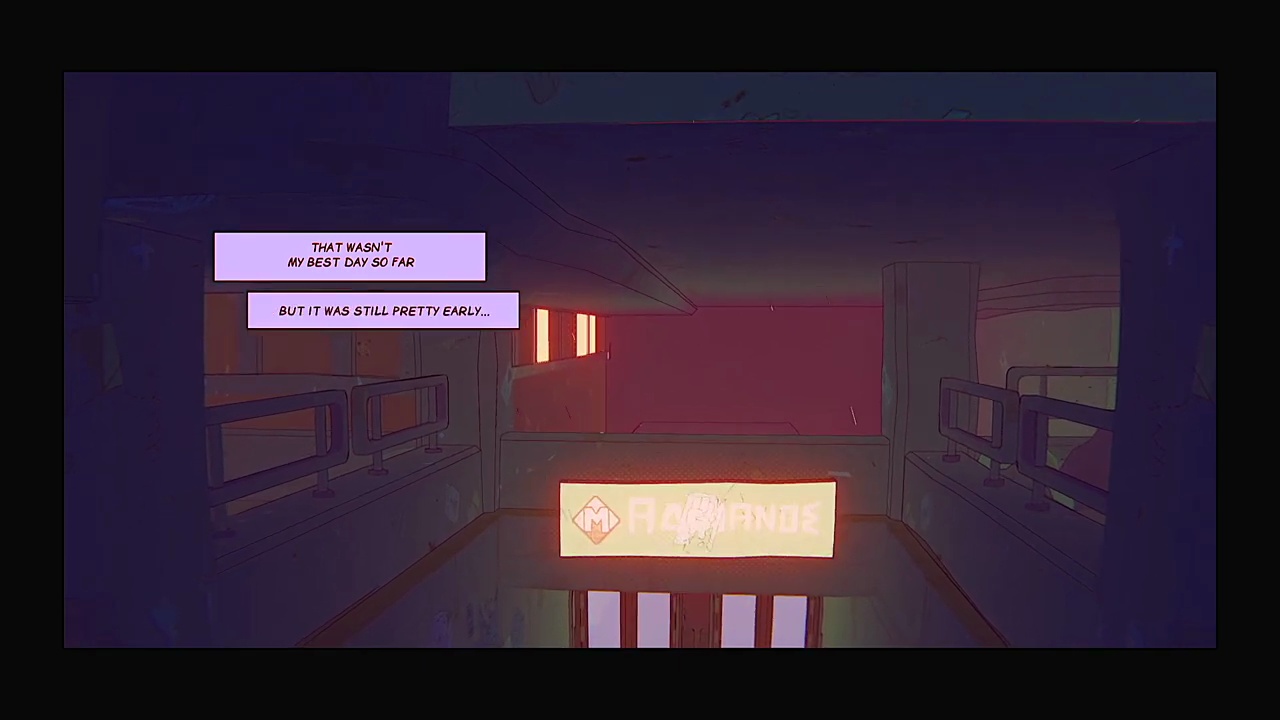 THAT WASN'T
MY BEST DAY SO FAR
BUT IT WAS STILL PRETTY EARLY...
M